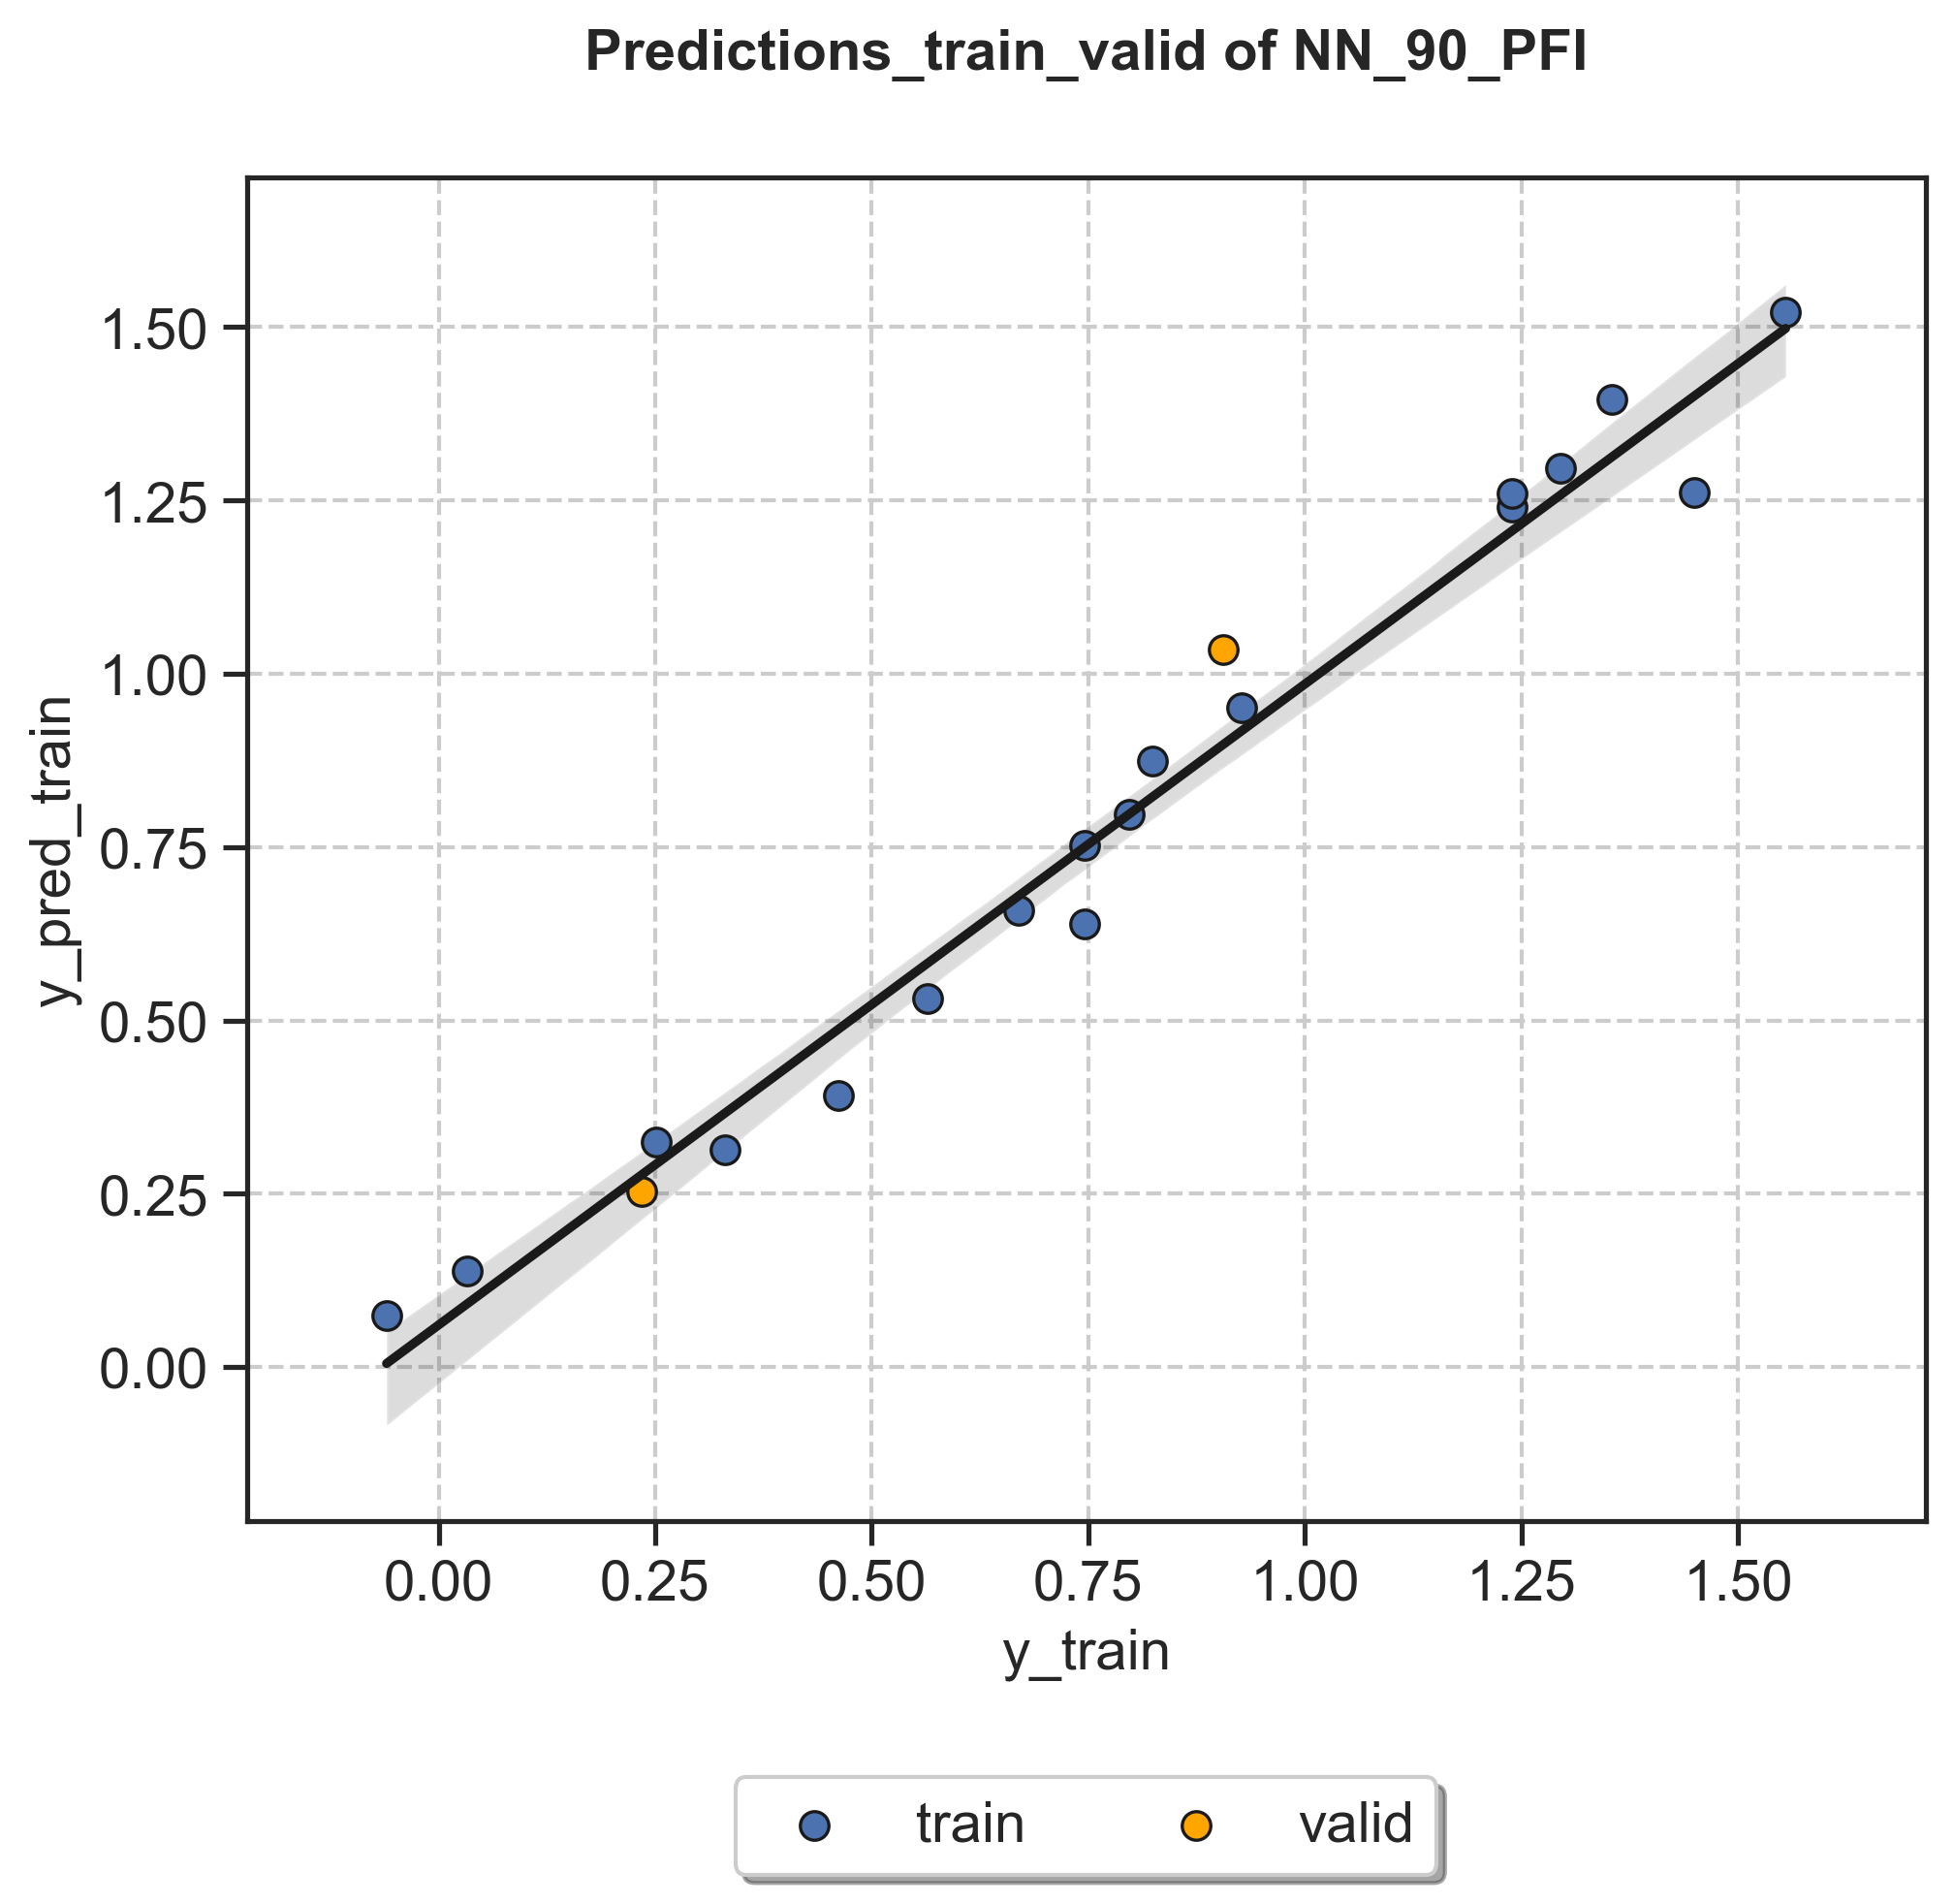 Predictions_train_valid of NN_90_PFI
y_pred_train
1.50
1.25
1.00
0.75
0.50
0.25
0.00
0.00 0.25 0.50 0.75 1.00 1.25 1.50
y_train
train valid